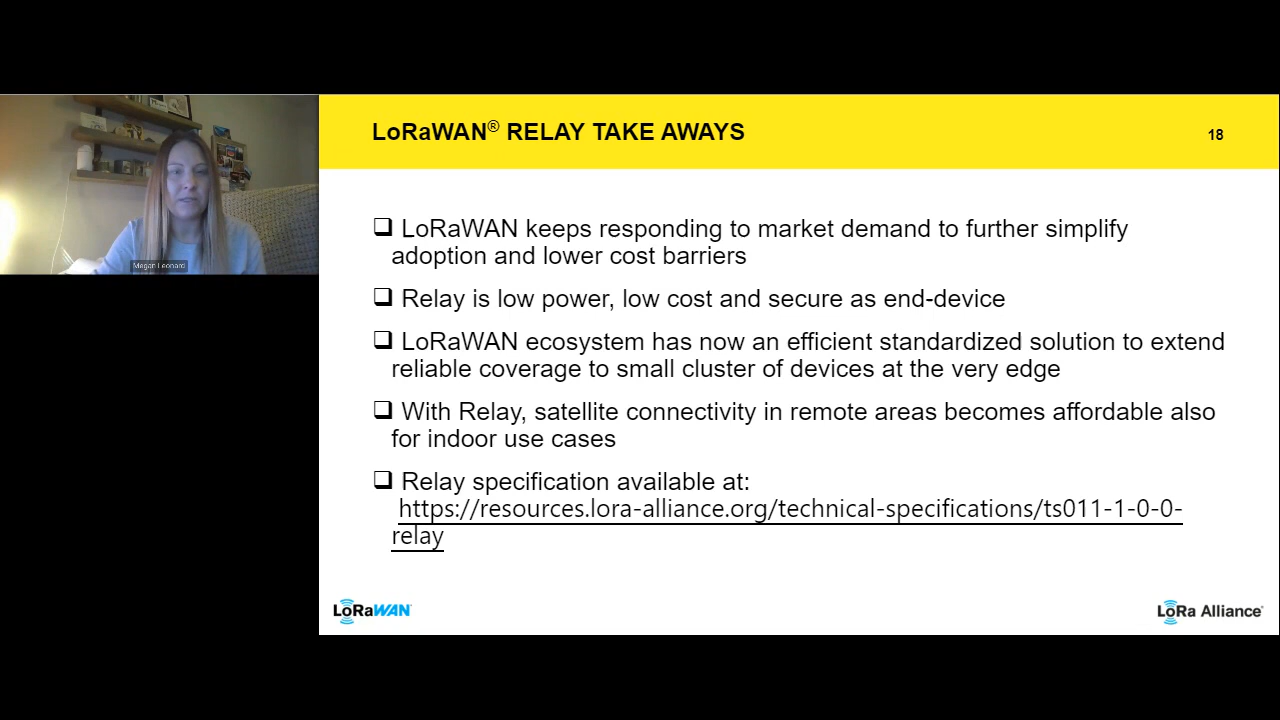 LoRaWAN® RELAY TAKE AWAYS
18
Megan Leonard
❑ LoRaWAN keeps responding to market demand to further simplify
adoption and lower cost barriers
❑ Relay is low power, low cost and secure as end-device
❑ LoRaWAN ecosystem has now an efficient standardized solution to extend
reliable coverage to small cluster of devices at the very edge
❑ With Relay, satellite connectivity in remote areas becomes affordable also
for indoor use cases
❑ Relay specification available at:
https://resources.lora-alliance.org/technical-specifications/ts011-1-0-0-
relay
LoRaWAN
LoRa Alliance